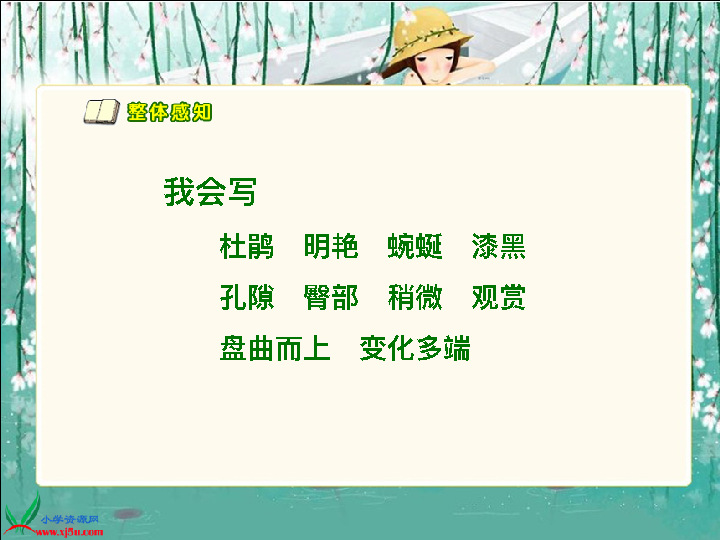 整体感知
我会写
杜鹃 明艳 蜿蜒 漆黑
孔隙 臀部 稍微 观赏
盘曲而上 变化多端
小学资源网
www.xj5u.com